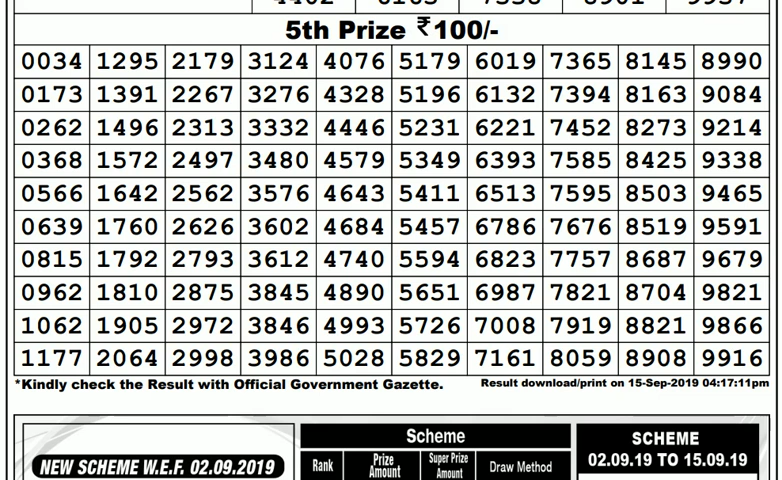 5th Prize ₹100/-
0034 1295 2179 3124 4076 5179 6019 7365 8145 8990
0173 1391 2267 3276 4328 5196 6132 7394 8163 9084
0262 1496 2313 3332 4446 5231 6221 7452 8273 9214
0368 1572 2497 3480 4579 5349 6393 7585 8425 9338
0566 1642 2562 3576 4643 5411 6513 7595 8503 9465
0639 1760 2626 3602 4684 5457 6786 7676 8519 9591
0815 1792 2793 3612 4740 5594 6823 7757 8687 9679
0962 1810 2875 3845 4890 5651 6987 7821 8704 9821
1062 1905 2972 3846 4993 5726 7008 7919 8821 9866
1177 2064 2998 3986 5028 5829 7161 8059 8908 9916
*Kindly check the Result with Official Government Gazette. Result download/print on 15-Sep-2019 04:17:11pm
NEW SCHEME W.E.F. 02.09.2019
Scheme
Rank Prize Amount Super Prize Amount Draw Method
SCHEME
02.09.19 TO 15.09.19